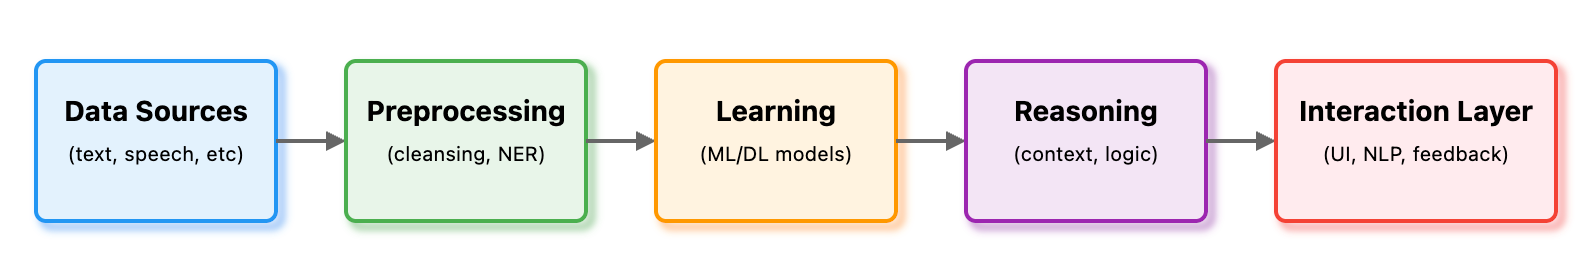 Data Sources
(text, speech, etc)
Preprocessing
(cleansing, NER)
Learning
(ML/DL models)
Reasoning
(context, logic)
Interaction Layer
(UI, NLP, feedback)